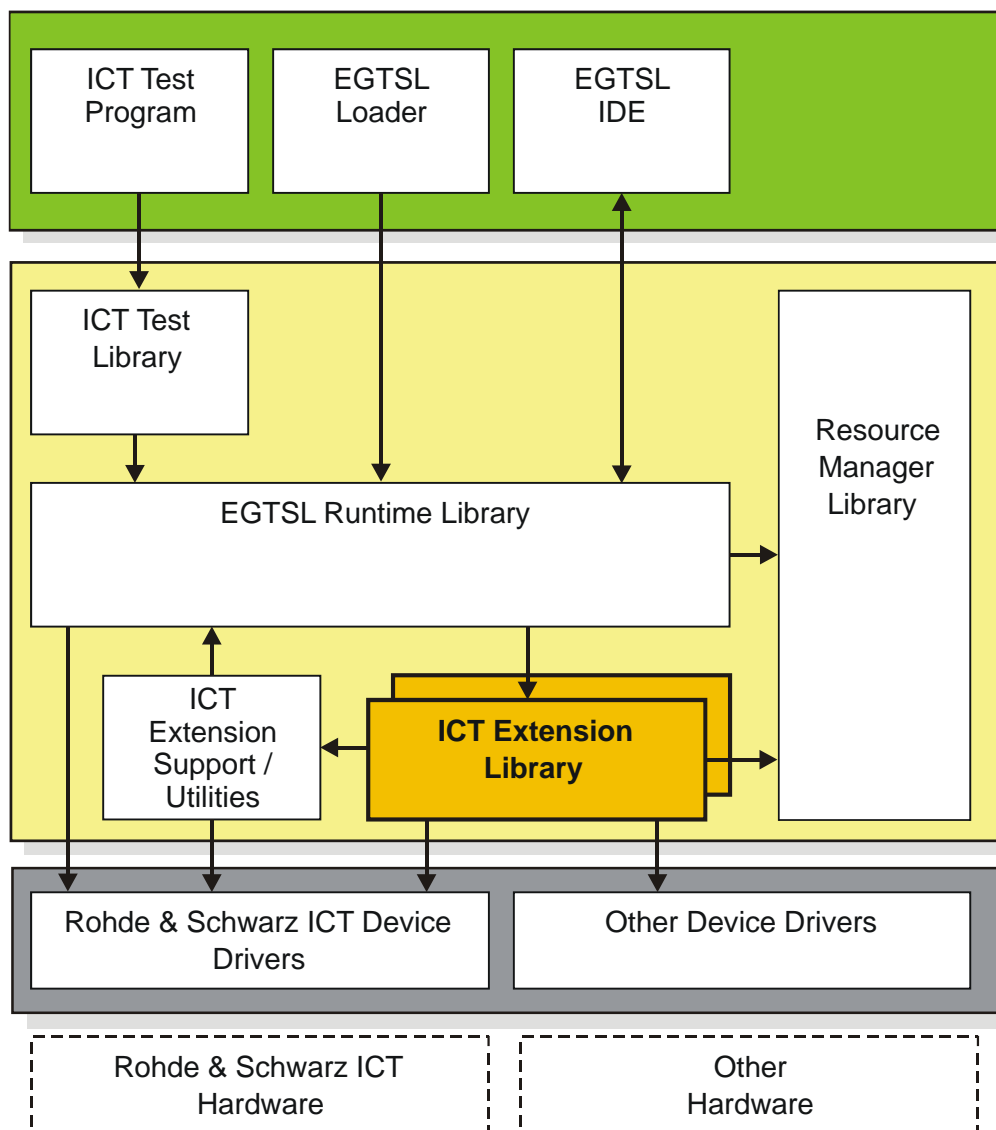 ICT Test
Program
EGTSL
Loader
EGTSL
IDE
ICT Test
Library
Resource
Manager
Library
EGTSL Runtime Library
ICT
Extension
Support /
Utilities
ICT Extension
Library
Rohde & Schwarz ICT Device
Drivers
Other Device Drivers
Rohde & Schwarz ICT
Hardware
Other
Hardware